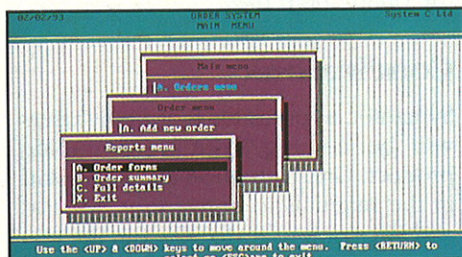 02/02/93 ORDER SYSTEM System C Ltd
MAIN MENU
Main menu
A. Orders menu
Order menu
A. Add new order
Reports menu
A. Order forms
B. Order summary
C. Full details
X. Exit
Use the <UP> & <DOWN> keys to move around the menu. Press <RETURN> to
select or <ESC>ape to exit